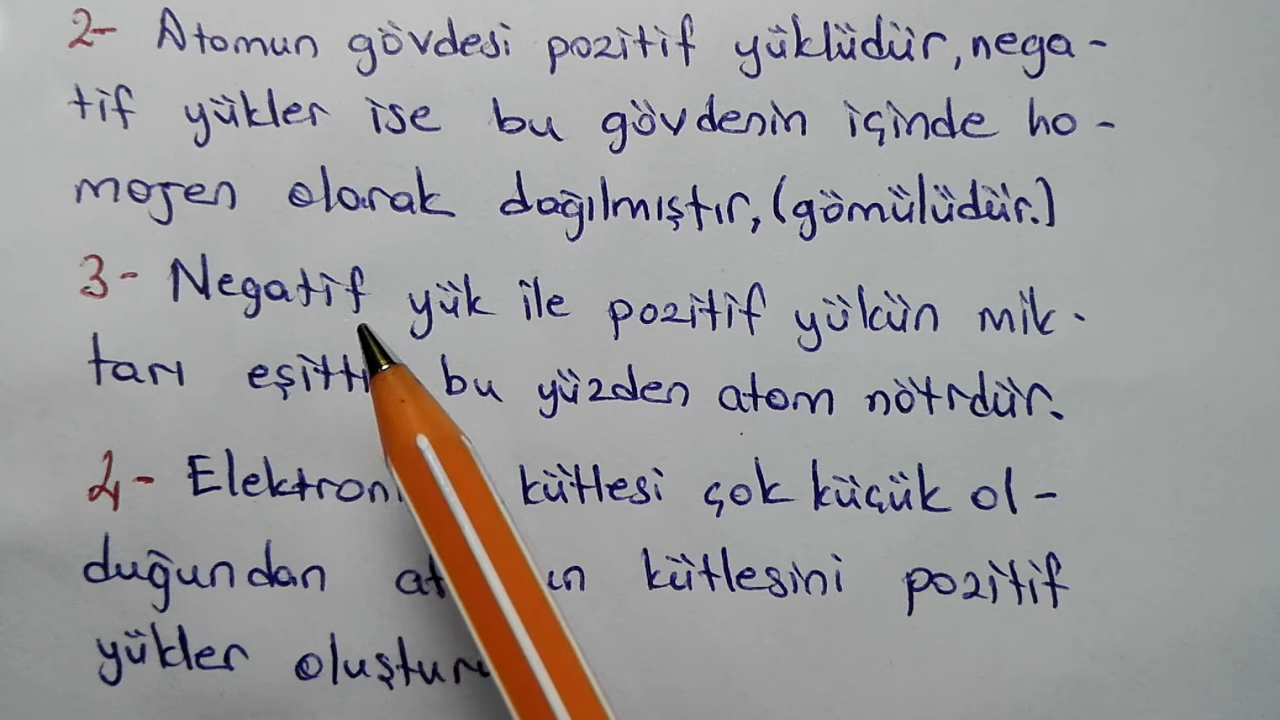 2- Atomun gövdesi pozitif yüklüdür, nega-
tif yükler ise bu gövdenin içinde ho-
mojen olarak dağılmıştır, (gömülüdür.)
3- Negatif yük ile pozitif yükün mik-
tarı bu yüzden atom nötrdür.
4- kütlesi çok küçük ol-
duğundan kütlesini pozitif
yükler